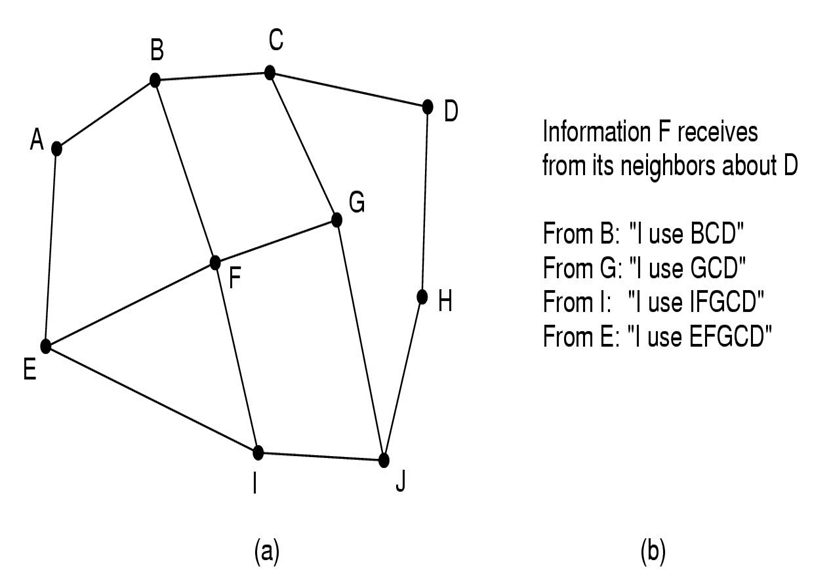 B
C
A
D
Information F receives
from its neighbors about D
G
From B: "I use BCD"
From G: "I use GCD"
F
From I: "I use IFGCD"
H
From E: "I use EFGCD"
E
I
J
(a)
(b)